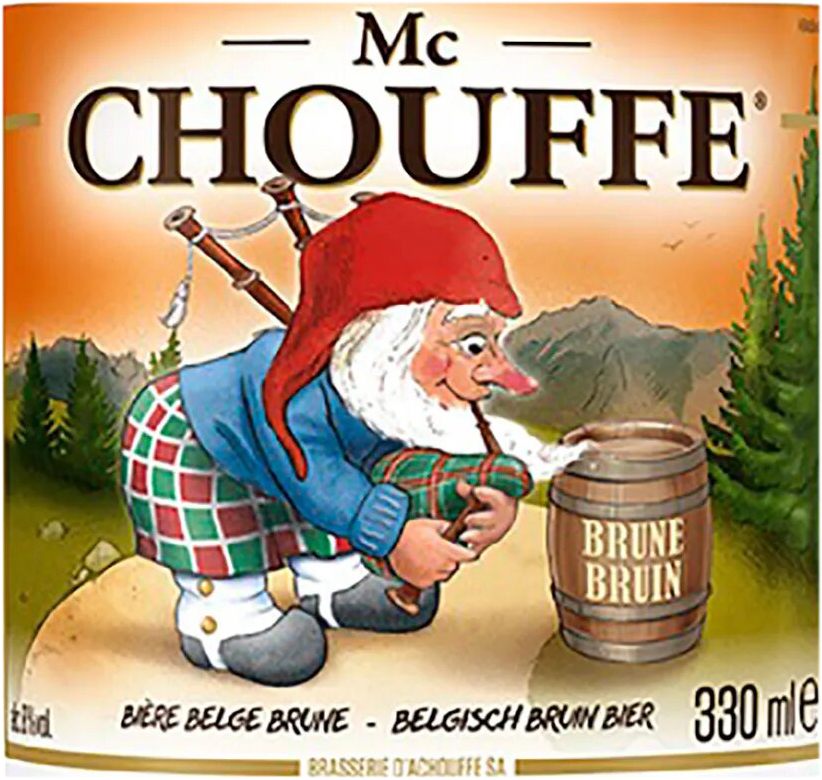 Mc
CHOUFFE®
BRUNE
BRUIN
BIÈRE BELGE BRUNE - BELGISCH BRUIN BIER
330 ml e
BRASSERIE D'ACHOUFFE SA